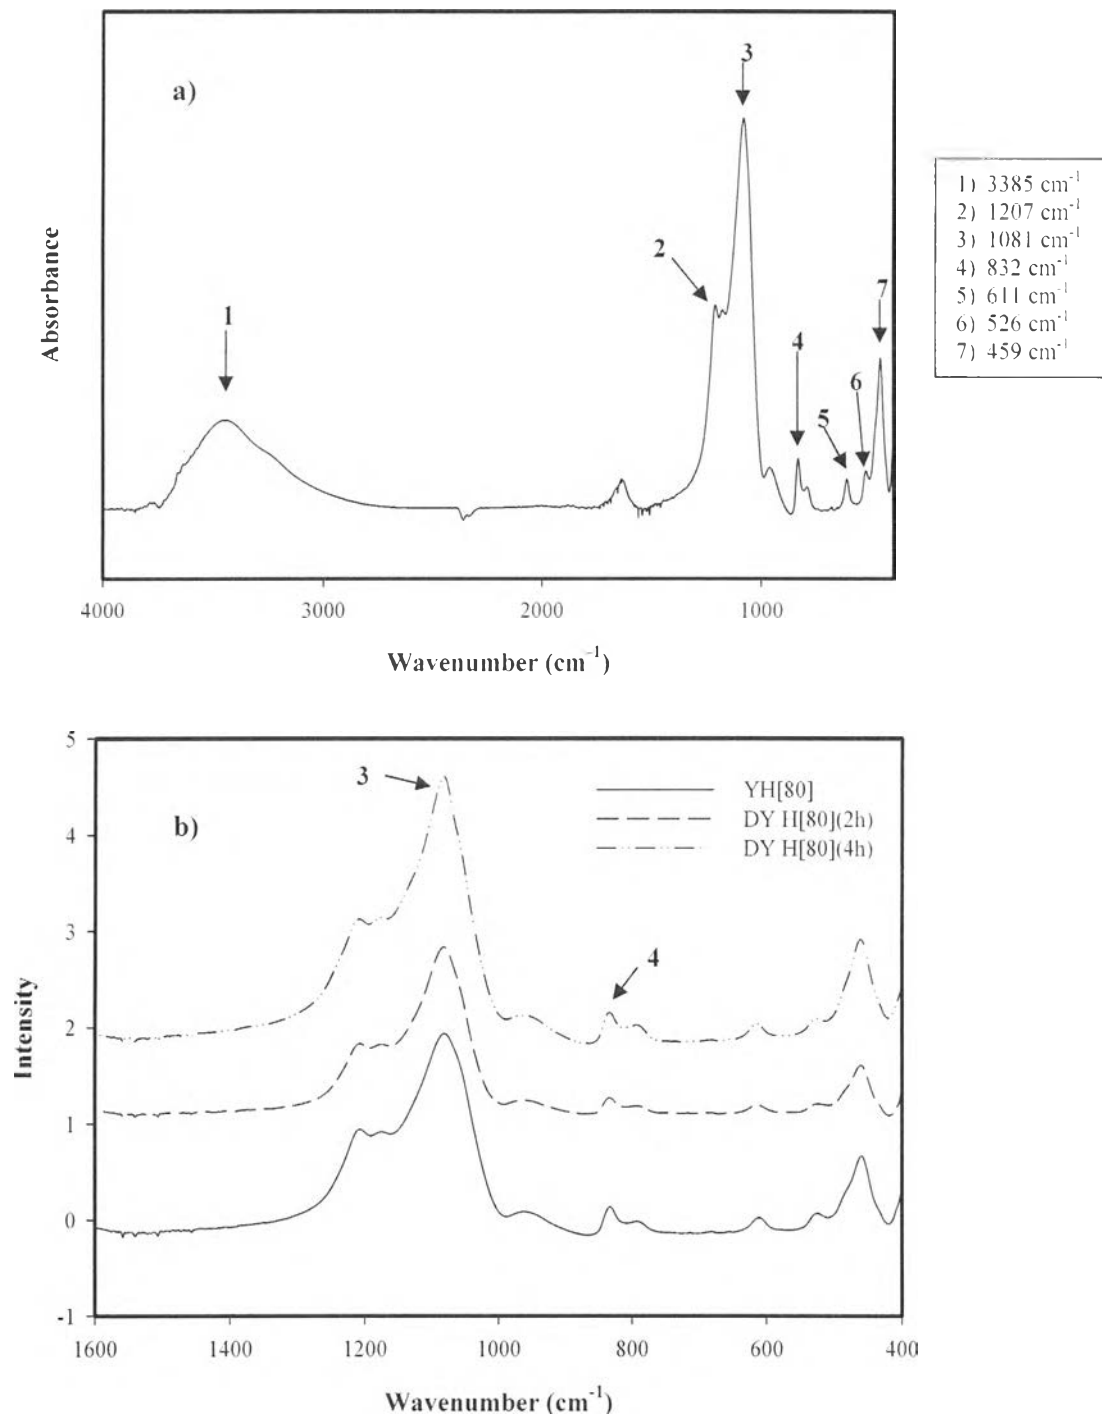 a)
3
2
1
4
5
6
7
Absorbance
4000 3000 2000 1000
Wavenumber (cm⁻¹)
1) 3385 cm⁻¹
2) 1207 cm⁻¹
3) 1081 cm⁻¹
4) 832 cm⁻¹
5) 611 cm⁻¹
6) 526 cm⁻¹
7) 459 cm⁻¹
b)
3
4
YH[80]
DY H[80](2h)
DY H[80](4h)
5
4
3
2
1
0
-1
Intensity
1600 1400 1200 1000 800 600 400
Wavenumber (cm⁻¹)